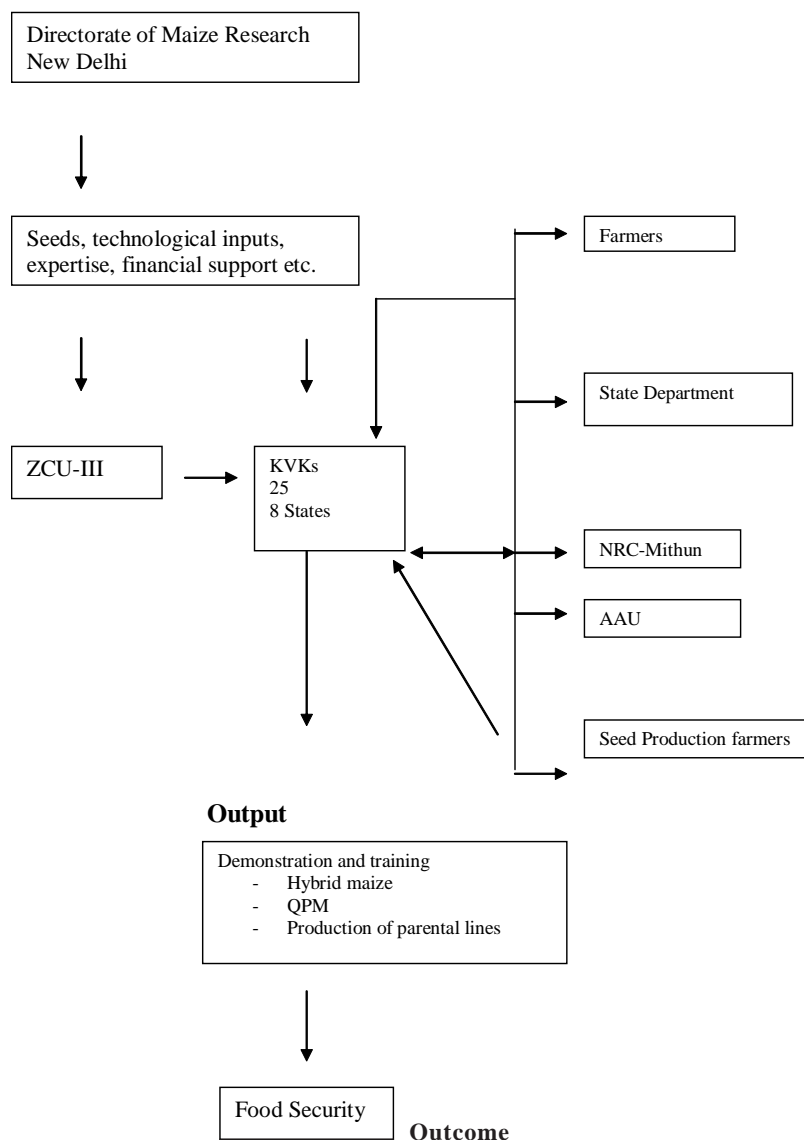 Directorate of Maize Research
New Delhi
Seeds, technological inputs,
expertise, financial support etc.
Farmers
State Department
ZCU-III
KVKs
25
8 States
NRC-Mithun
AAU
Seed Production farmers
Output
Demonstration and training
- Hybrid maize
- QPM
- Production of parental lines
Food Security
Outcome